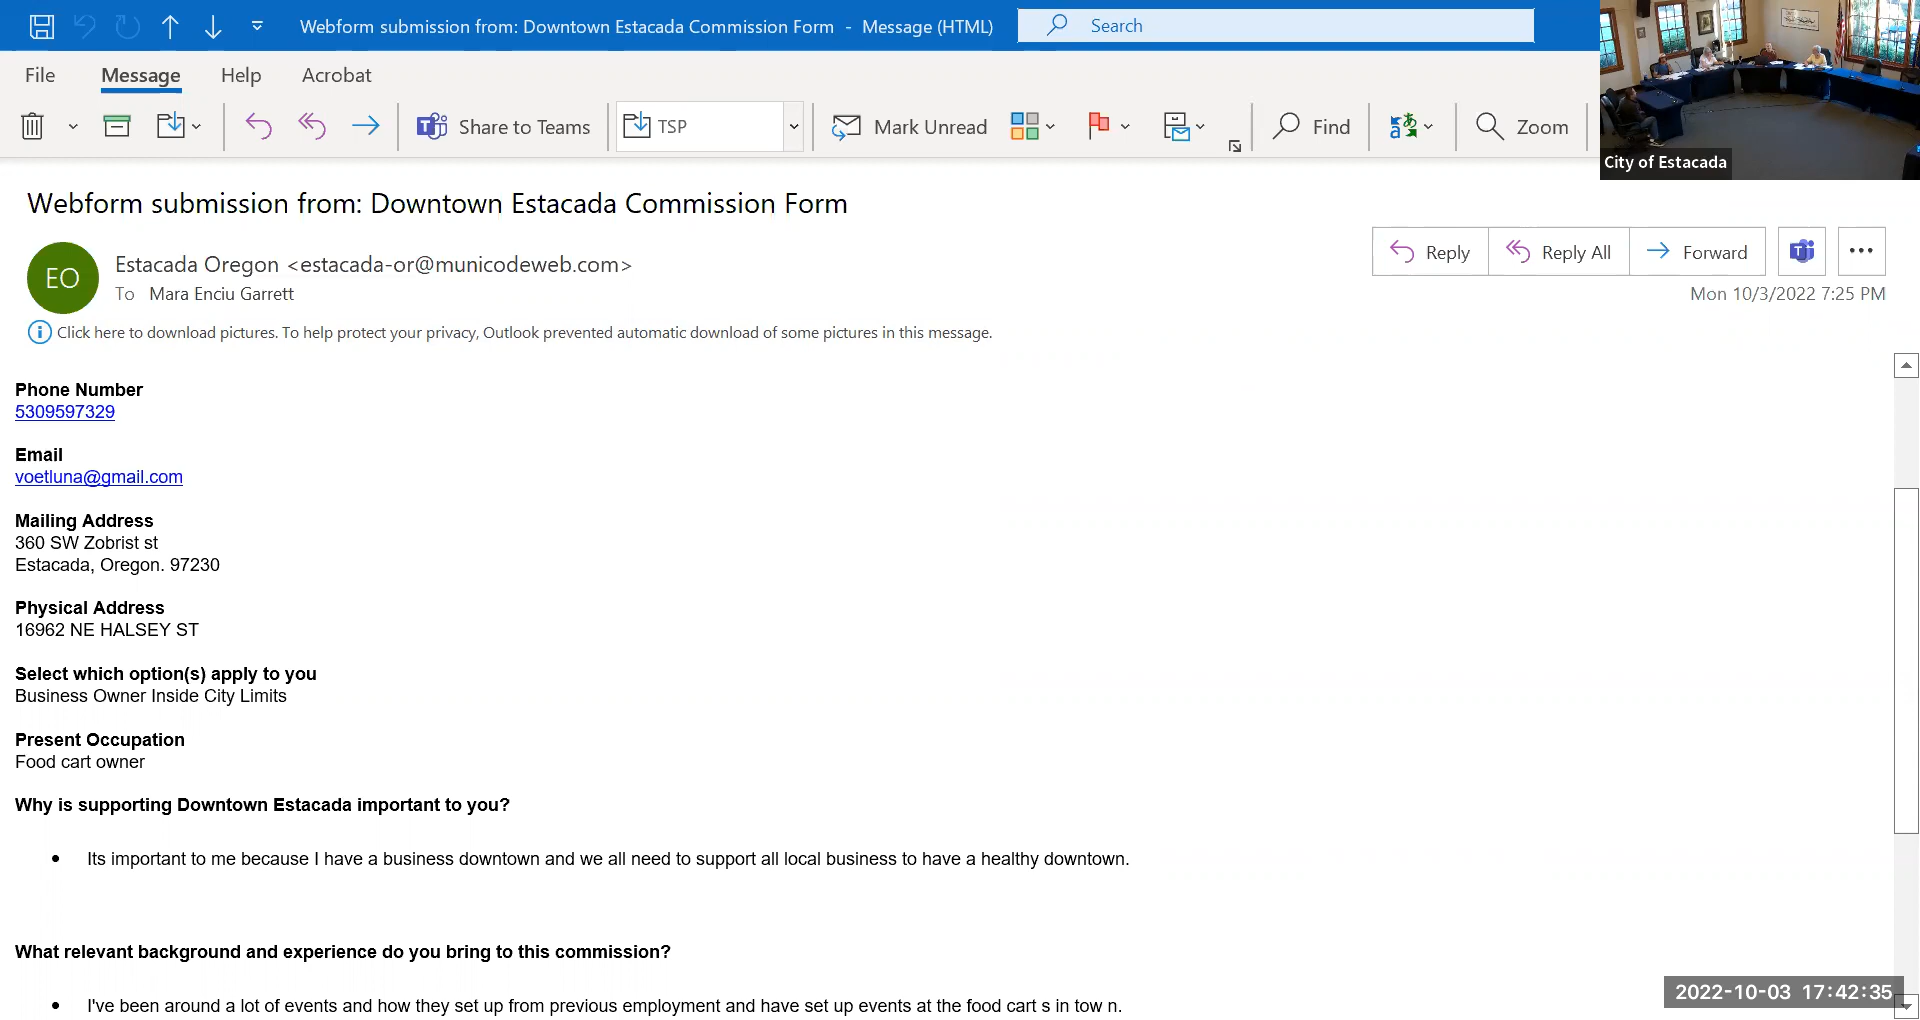 Webform submission from: Downtown Estacada Commission Form - Message (HTML)
Search
File
Message
Help
Acrobat
Share to Teams
TSP
Mark Unread
Find
Zoom
City of Estacada
Webform submission from: Downtown Estacada Commission Form
EO
Estacada Oregon <estacada-or@municodeweb.com>
To Mara Enciu Garrett
Reply
Reply All
Forward
Mon 10/3/2022 7:25 PM
Click here to download pictures. To help protect your privacy, Outlook prevented automatic download of some pictures in this message.
Phone Number
5309597329
Email
voetluna@gmail.com
Mailing Address
360 SW Zobrist st
Estacada, Oregon. 97230
Physical Address
16962 NE HALSEY ST
Select which option(s) apply to you
Business Owner Inside City Limits
Present Occupation
Food cart owner
Why is supporting Downtown Estacada important to you?
• Its important to me because I have a business downtown and we all need to support all local business to have a healthy downtown.
What relevant background and experience do you bring to this commission?
• I've been around a lot of events and how they set up from previous employment and have set up events at the food cart s in tow n.
2022-10-03 17:42:35